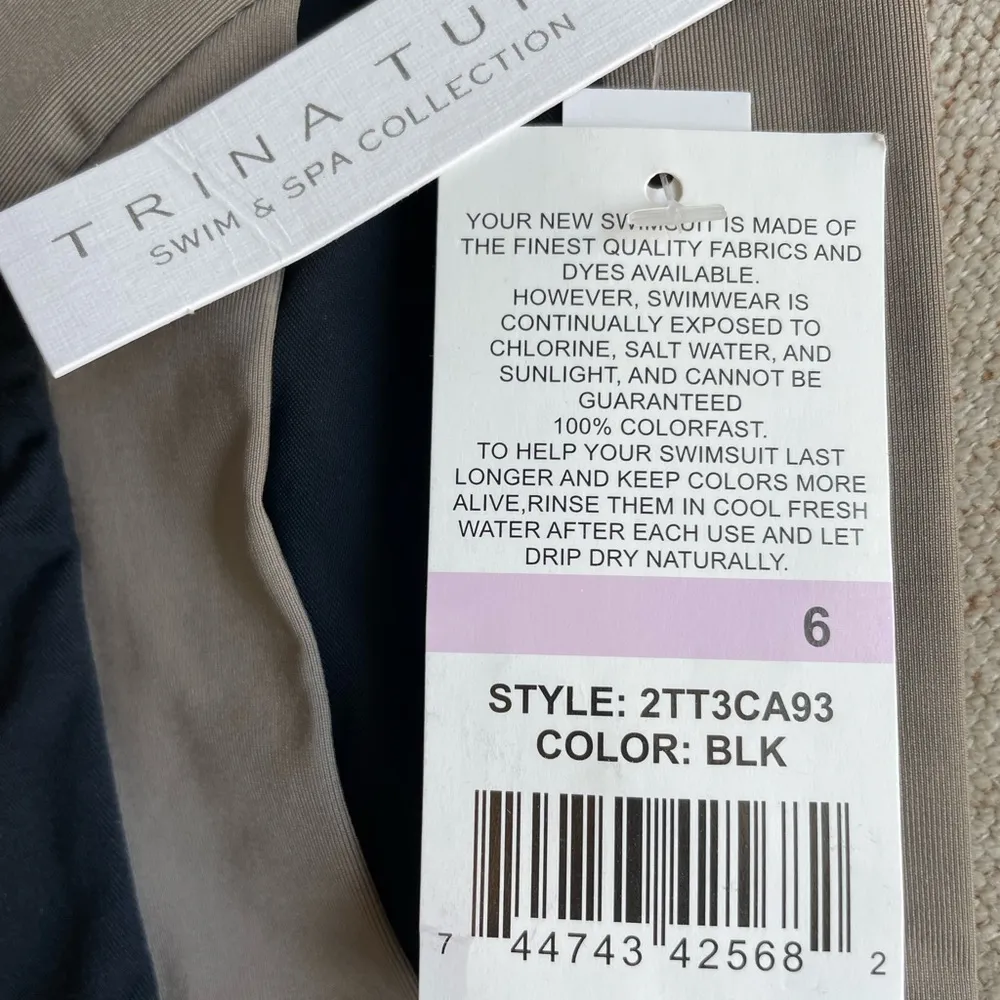 TRINA TU
SWIM & SPA COLLECTION
YOUR NEW SWIMSUIT IS MADE OF
THE FINEST QUALITY FABRICS AND
DYES AVAILABLE.
HOWEVER, SWIMWEAR IS
CONTINUALLY EXPOSED TO
CHLORINE, SALT WATER, AND
SUNLIGHT, AND CANNOT BE
GUARANTEED
100% COLORFAST.
TO HELP YOUR SWIMSUIT LAST
LONGER AND KEEP COLORS MORE
ALIVE,RINSE THEM IN COOL FRESH
WATER AFTER EACH USE AND LET
DRIP DRY NATURALLY.
6
STYLE: 2TT3CA93
COLOR: BLK
7 44743 42568 2